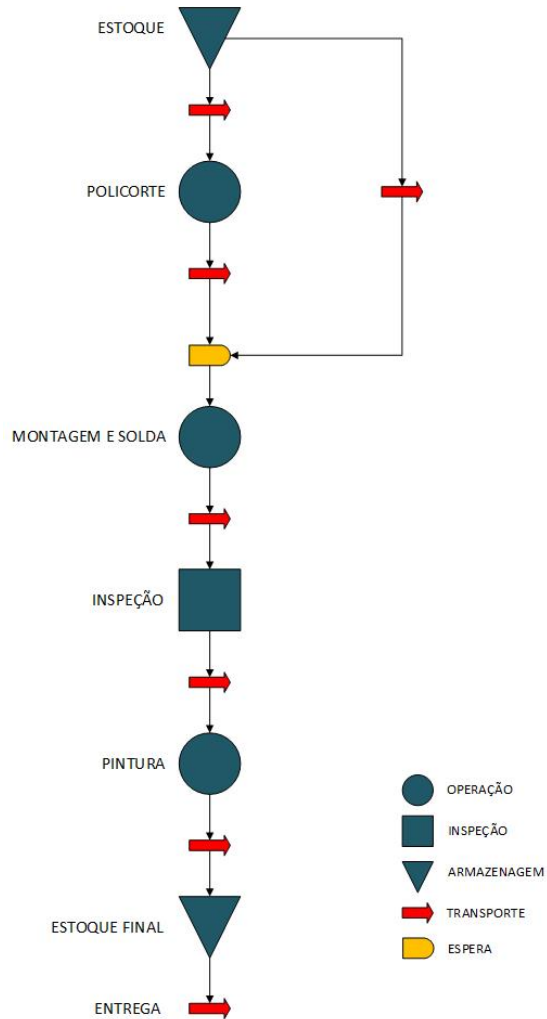 ESTOQUE
POLICORTE
MONTAGEM E SOLDA
INSPEÇÃO
PINTURA
ESTOQUE FINAL
ENTREGA
OPERAÇÃO
INSPEÇÃO
ARMAZENAGEM
TRANSPORTE
ESPERA